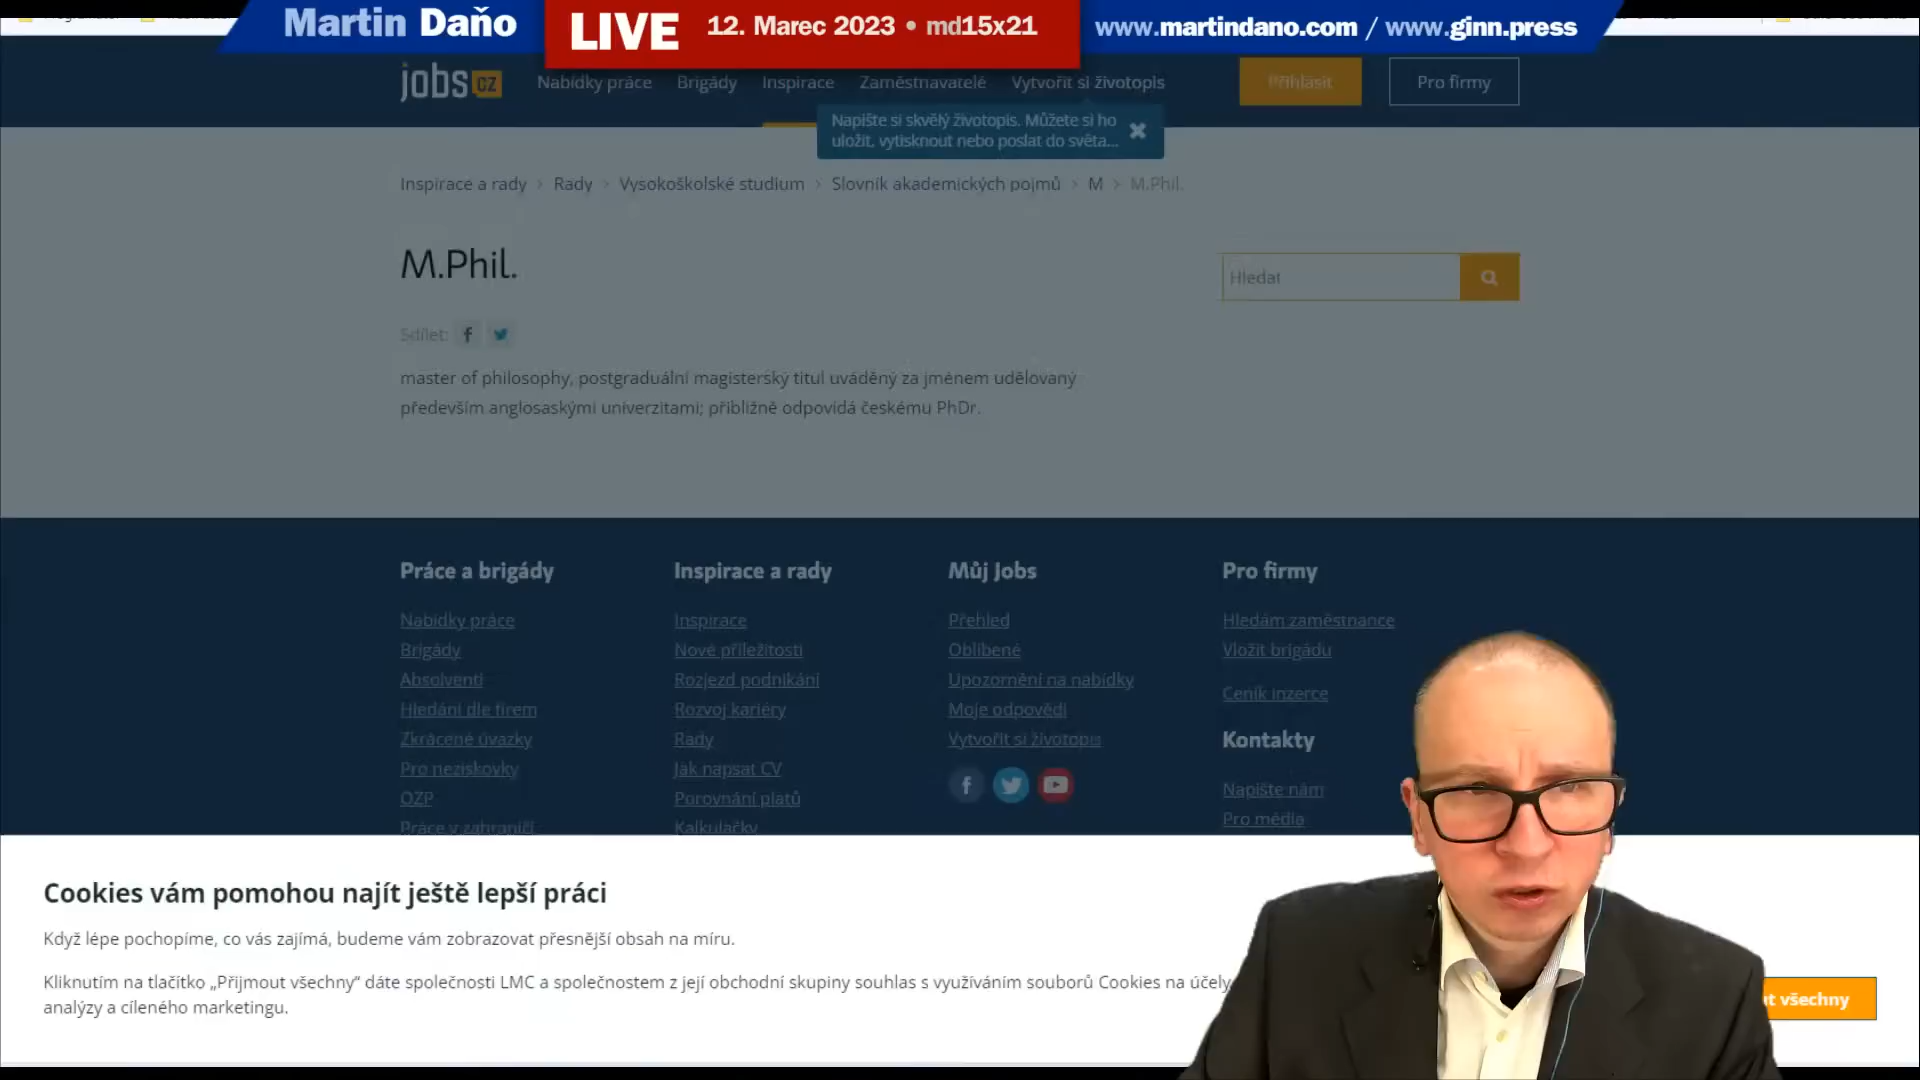 Martin Daňo
LIVE
12. Marec 2023 • md15x21
www.martindano.com / www.ginn.press
jobs cz
Nabídky práce
Brigády
Inspirace
Zaměstnavatelé
Vytvořit si životopis
Přihlásit
Pro firmy
Napište si skvělý životopis. Můžete si ho
uložit, vytisknout nebo poslat do světa...
Inspirace a rady > Rady > Vysokoškolské studium > Slovník akademických pojmů > M > M.Phil.
M.Phil.
Hledat
Sdílet:
master of philosophy, postgraduální magisterský titul uváděný za jménem udělovaný
především anglosaskými univerzitami; přibližně odpovídá českému PhDr.
Práce a brigády
Nabídky práce
Brigády
Absolventi
Hledání dle firem
Zkrácené úvazky
Pro neziskovky
OZP
Práce v zahraničí
Inspirace a rady
Inspirace
Nové příležitosti
Rozjezd podnikání
Rozvoj kariéry
Rady
Jak napsat CV
Porovnání platů
Kalkulačky
Můj Jobs
Přehled
Oblíbené
Upozornění na nabídky
Moje odpovědi
Vytvořit si životopis
Pro firmy
Hledám zaměstnance
Vložit brigádu
Ceník inzerce
Kontakty
Napište nám
Pro média
Cookies vám pomohou najít ještě lepší práci
Když lépe pochopíme, co vás zajímá, budeme vám zobrazovat přesnější obsah na míru.
Kliknutím na tlačítko „Přijmout všechny“ dáte společnosti LMC a společnostem z její obchodní skupiny souhlas s využíváním souborů Cookies na účely
analýzy a cíleného marketingu.
všechny